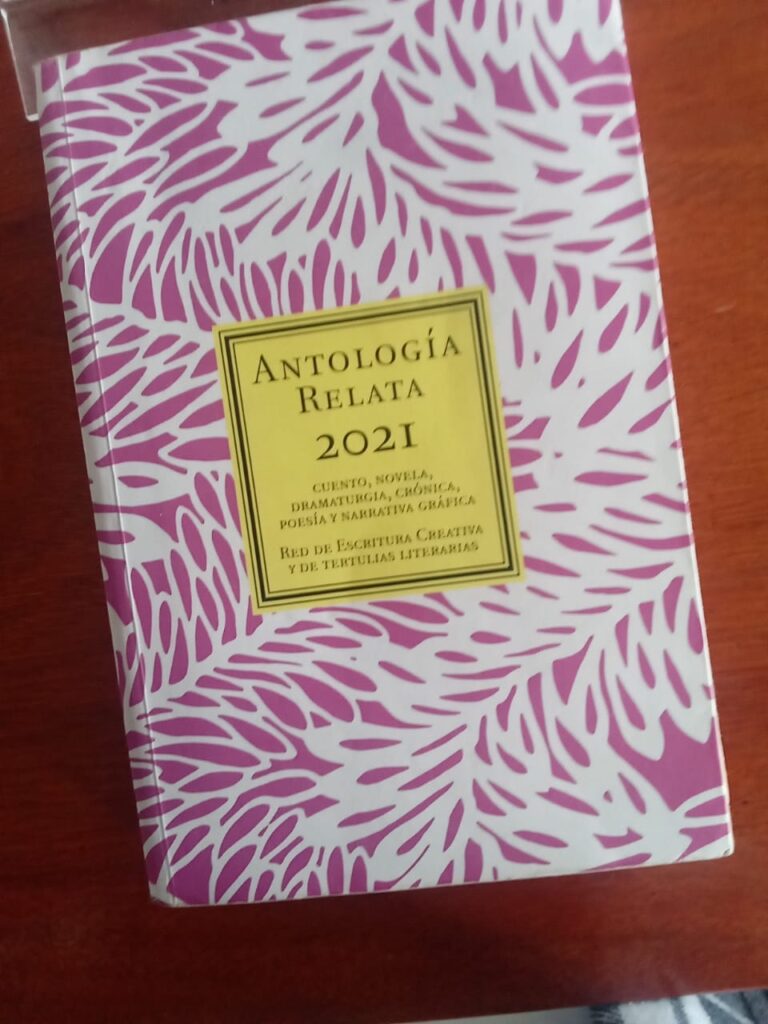 ANTOLOGÍA
RELATA
2021
CUENTO, NOVELA,
DRAMATURGIA, CRÓNICA,
POESÍA Y NARRATIVA GRÁFICA
RED DE ESCRITURA CREATIVA
Y DE TERTULIAS LITERARIAS